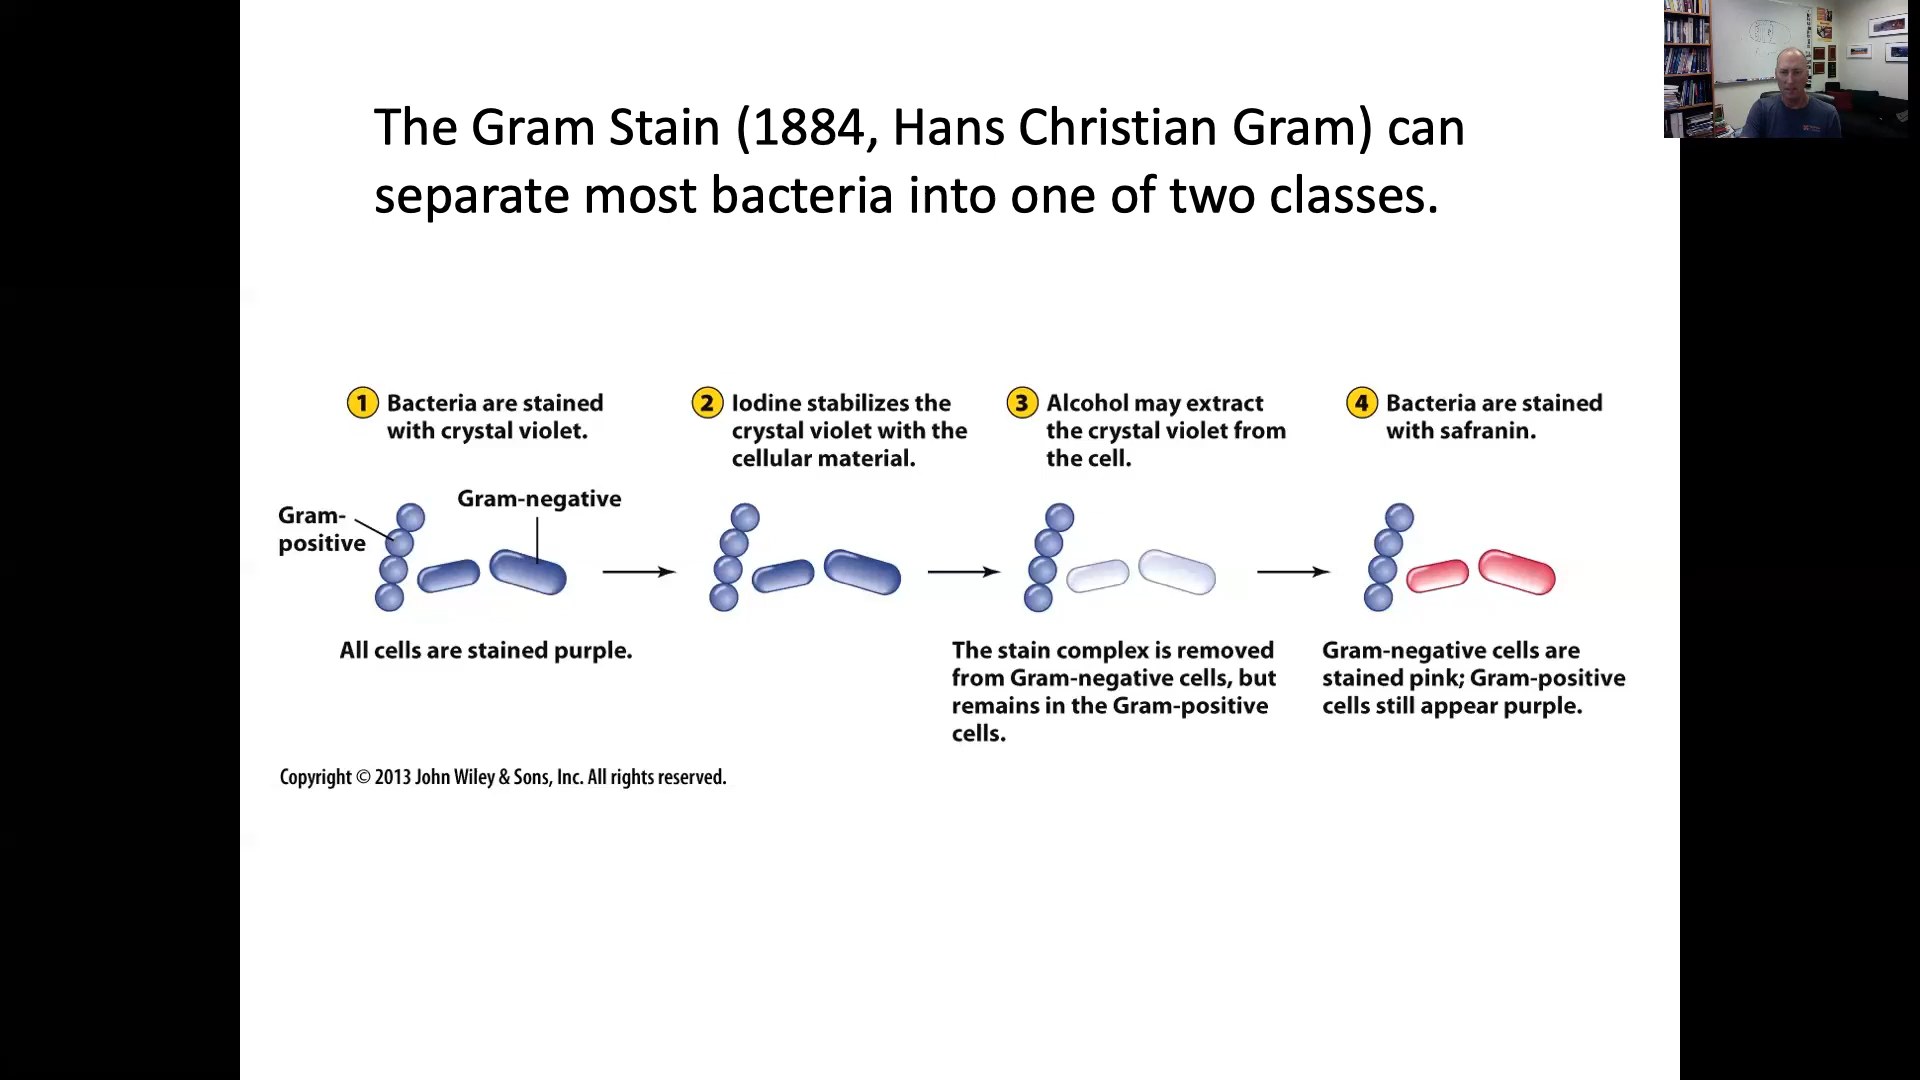 The Gram Stain (1884, Hans Christian Gram) can
separate most bacteria into one of two classes.
1 Bacteria are stained
with crystal violet.
2 Iodine stabilizes the
crystal violet with the
cellular material.
3 Alcohol may extract
the crystal violet from
the cell.
4 Bacteria are stained
with safranin.
Gram-
positive
Gram-negative
All cells are stained purple.
The stain complex is removed
from Gram-negative cells, but
remains in the Gram-positive
cells.
Gram-negative cells are
stained pink; Gram-positive
cells still appear purple.
Copyright © 2013 John Wiley & Sons, Inc. All rights reserved.